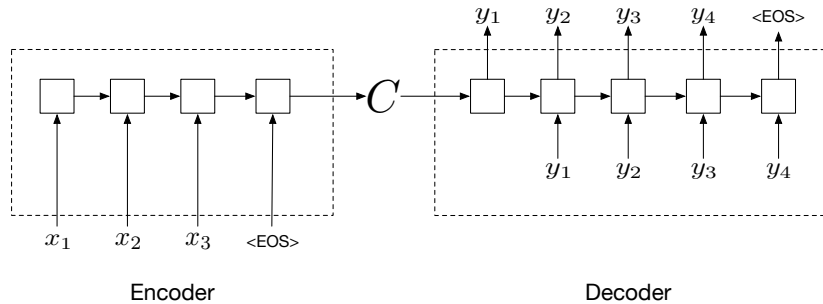 y₁ y₂ y₃ y₄ <EOS>
C
y₁ y₂ y₃ y₄
x₁ x₂ x₃ <EOS>
Encoder Decoder